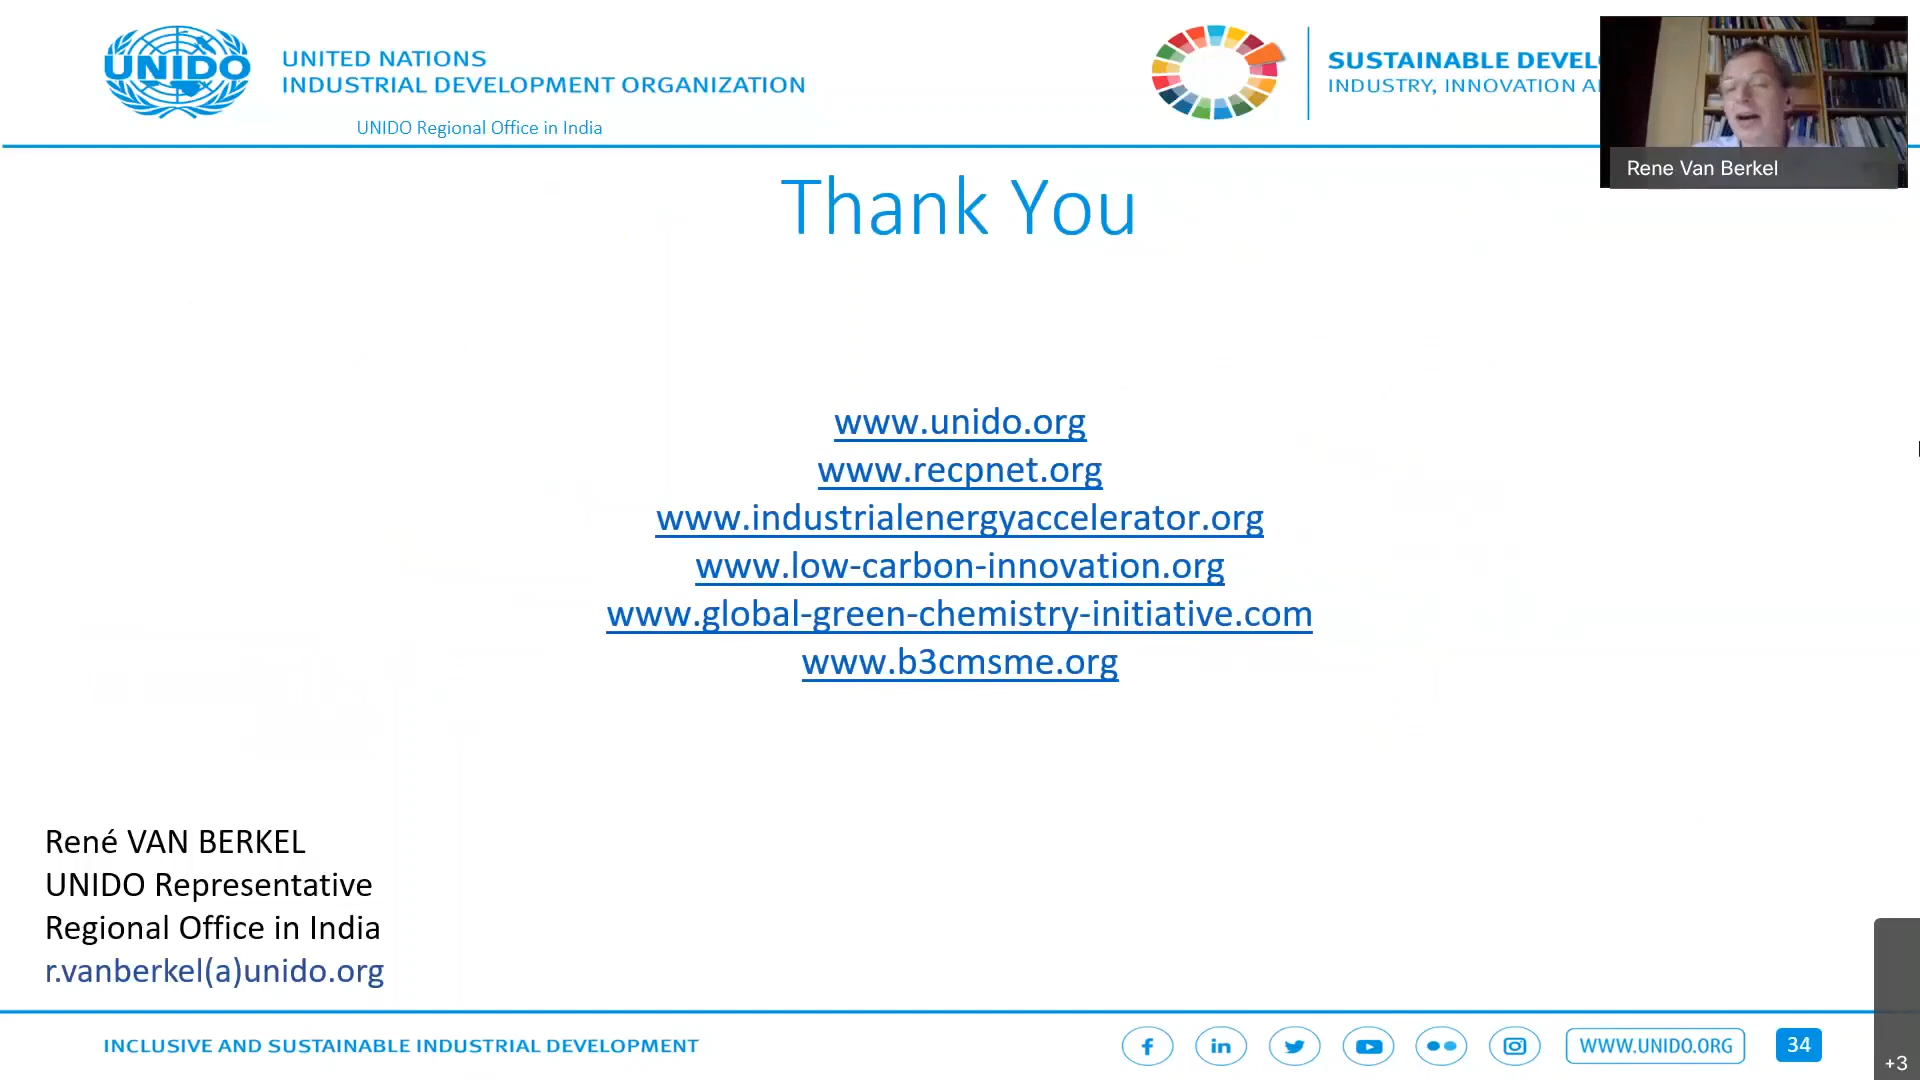 UNIDO
UNITED NATIONS
INDUSTRIAL DEVELOPMENT ORGANIZATION
UNIDO Regional Office in India
SUSTAINABLE DEVEL
INDUSTRY, INNOVATION A
Rene Van Berkel
Thank You
www.unido.org
www.recpnet.org
www.industrialenergyaccelerator.org
www.low-carbon-innovation.org
www.global-green-chemistry-initiative.com
www.b3cmsme.org
René VAN BERKEL
UNIDO Representative
Regional Office in India
r.vanberkel(a)unido.org
INCLUSIVE AND SUSTAINABLE INDUSTRIAL DEVELOPMENT
WWW.UNIDO.ORG
34
+3